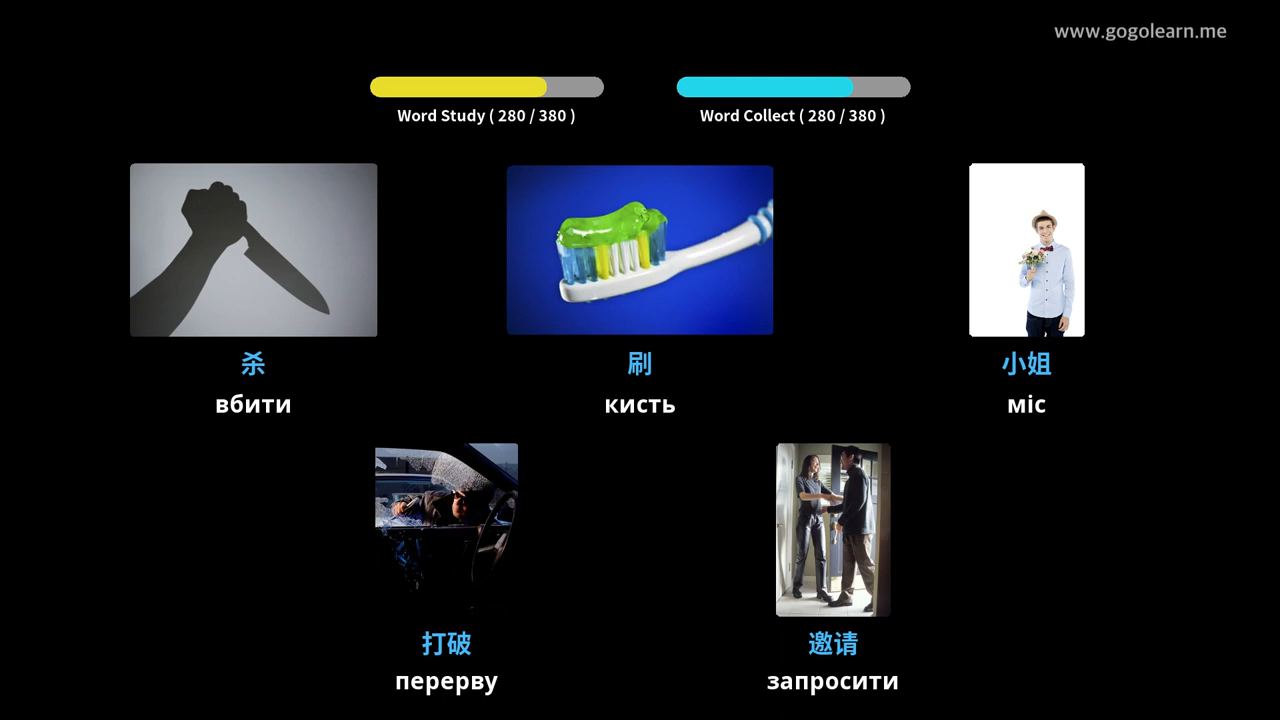 www.gogolearn.me
Word Study ( 280 / 380 )
Word Collect ( 280 / 380 )
杀
вбити
刷
кисть
小姐
міс
打破
перерву
邀请
запросити